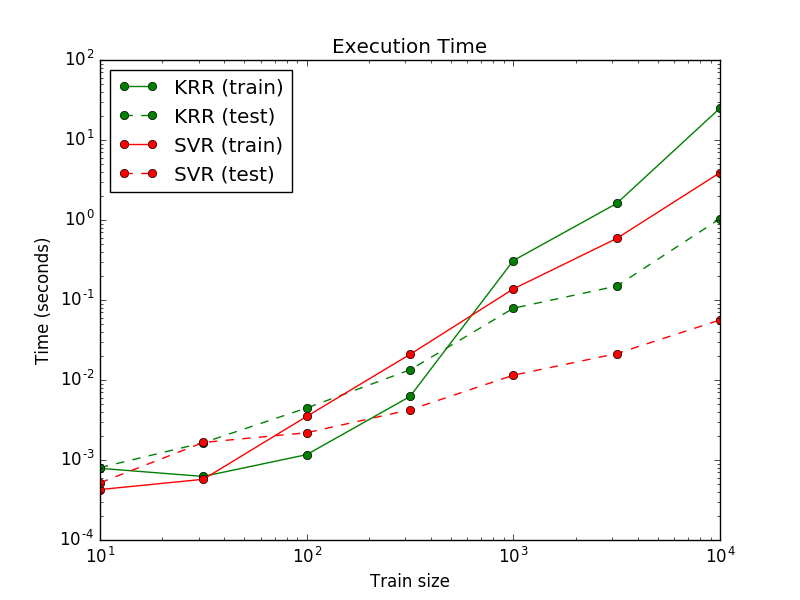 Execution Time
10^2
10^1
10^0
10^-1
10^-2
10^-3
10^-4
Time (seconds)
KRR (train)
KRR (test)
SVR (train)
SVR (test)
10^1 10^2 10^3 10^4
Train size